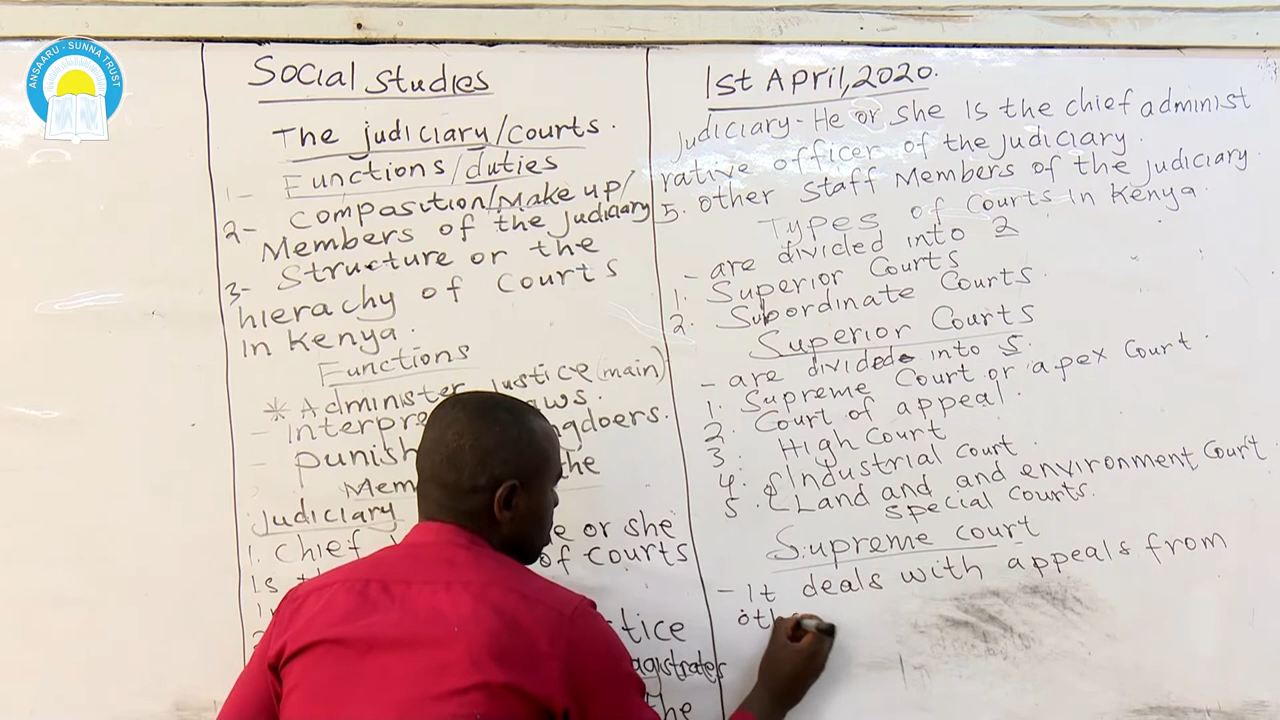 ANSAARU - SUNNA TRUST
Social Studies
The judiciary/courts.
1- Functions/duties
2- composition/Make up/
Members of the judiciary
3- Structure or the
hierachy of courts
in Kenya.
Functions
* Administer justice (main)
- interpre aws.
- punish ngdoers.
Mem the
Judiciary
1. Chief e or she
is of courts
tice
agistrates
the
1st April, 2020.
judiciary - He or she is the chief administ
rative officer of the judiciary.
5. other staff Members of the judiciary.
Types of courts in Kenya.
- are divided into 2
1. Superior Courts
2. Subordinate Courts
Superior Courts
- are divided into 5.
1. Supreme Court or apex court.
2. Court of appeal.
3. High Court
4. Industrial court.
5. Land and and environment Court
special courts.
Supreme court
- It deals with appeals from
oth